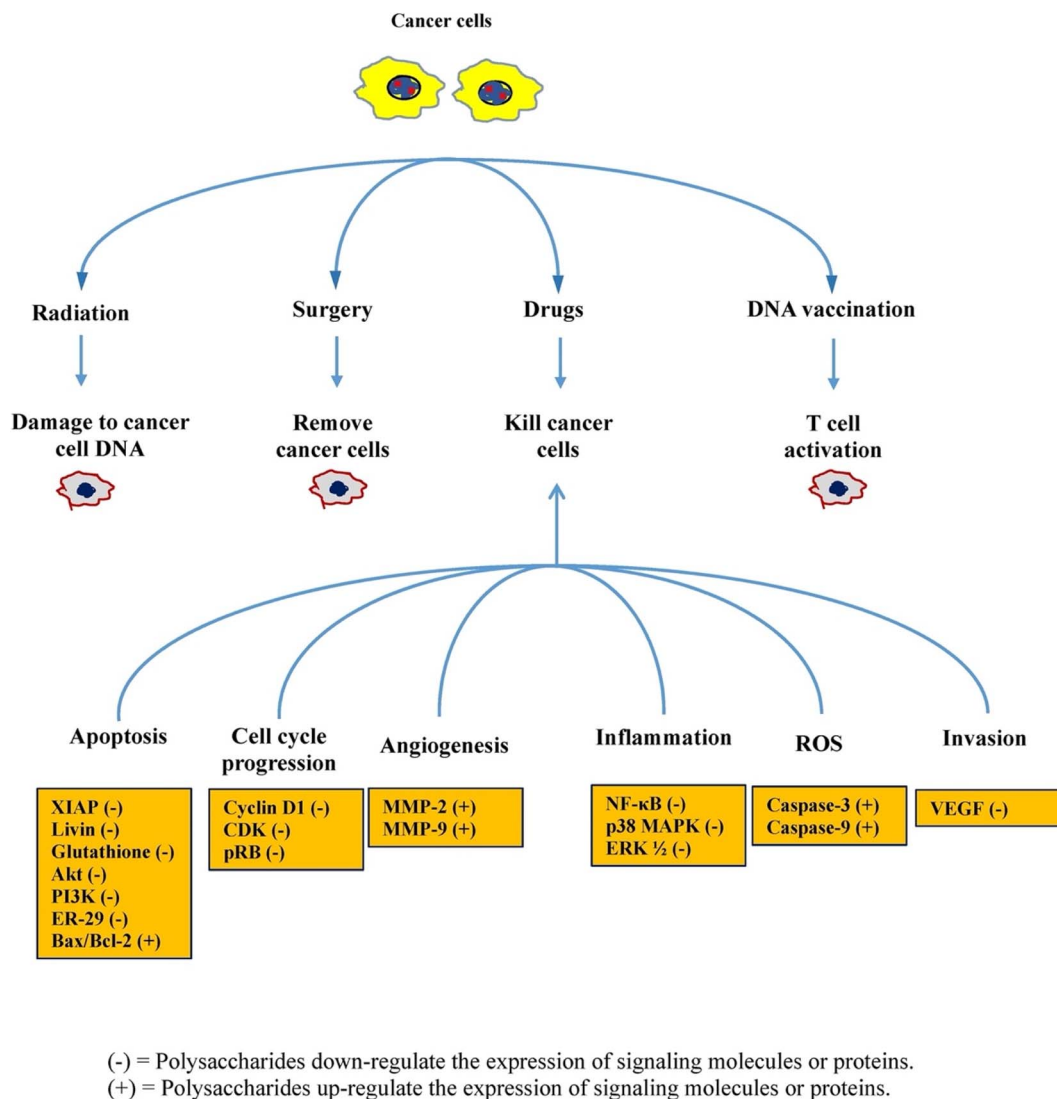 Cancer cells
Radiation
Surgery
Drugs
DNA vaccination
Damage to cancer
cell DNA
Remove
cancer cells
Kill cancer
cells
T cell
activation
Apoptosis
XIAP (-)
Livin (-)
Glutathione (-)
Akt (-)
PI3K (-)
ER-29 (-)
Bax/Bcl-2 (+)
Cell cycle
progression
Cyclin D1 (-)
CDK (-)
pRB (-)
Angiogenesis
MMP-2 (+)
MMP-9 (+)
Inflammation
NF-κB (-)
p38 MAPK (-)
ERK ½ (-)
ROS
Caspase-3 (+)
Caspase-9 (+)
Invasion
VEGF (-)
(-) = Polysaccharides down-regulate the expression of signaling molecules or proteins.
(+) = Polysaccharides up-regulate the expression of signaling molecules or proteins.